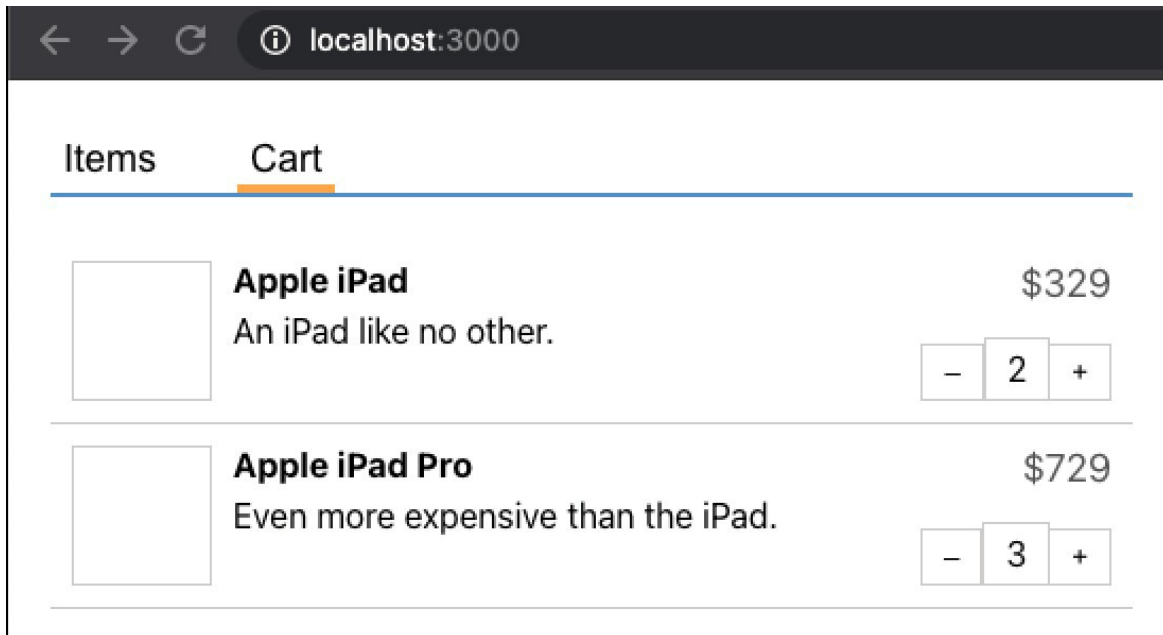 localhost:3000
Items Cart
Apple iPad $329
An iPad like no other.
– 2 +
Apple iPad Pro $729
Even more expensive than the iPad.
– 3 +